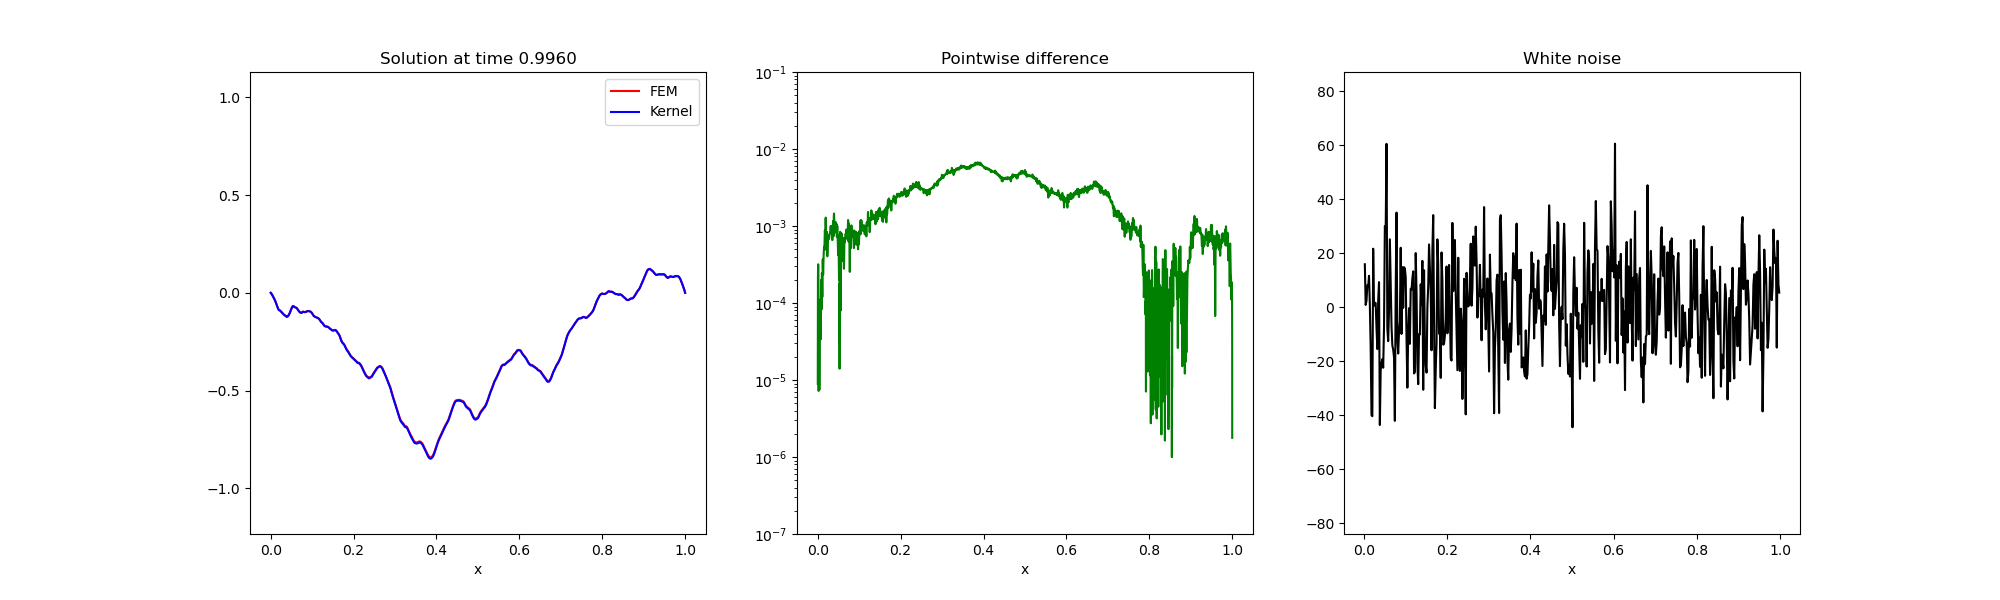 Solution at time 0.9960
FEM
Kernel
1.0
0.5
0.0
−0.5
−1.0
0.0 0.2 0.4 0.6 0.8 1.0
x
Pointwise difference
10⁻¹
10⁻²
10⁻³
10⁻⁴
10⁻⁵
10⁻⁶
10⁻⁷
0.0 0.2 0.4 0.6 0.8 1.0
x
White noise
80
60
40
20
0
−20
−40
−60
−80
0.0 0.2 0.4 0.6 0.8 1.0
x